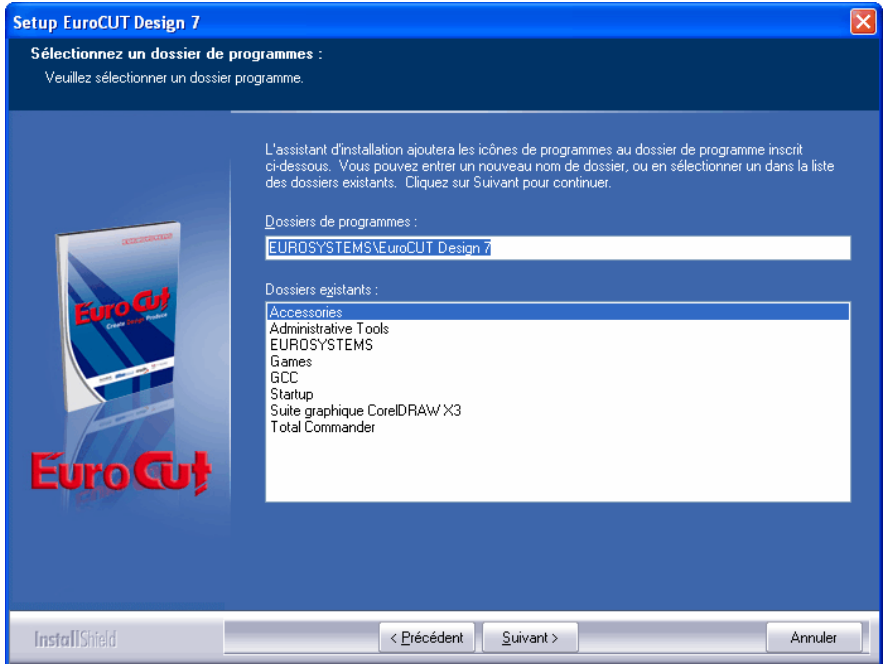 Setup EuroCUT Design 7
Sélectionnez un dossier de programmes :
Veuillez sélectionner un dossier programme.
L'assistant d'installation ajoutera les icônes de programmes au dossier de programme inscrit
ci-dessous. Vous pouvez entrer un nouveau nom de dossier, ou en sélectionner un dans la liste
des dossiers existants. Cliquez sur Suivant pour continuer.
Dossiers de programmes :
EUROSYSTEMS\EuroCUT Design 7
Dossiers existants :
Accessories
Administrative Tools
EUROSYSTEMS
Games
GCC
Startup
Suite graphique CorelDRAW X3
Total Commander
Euro Cut
Create Design Produce
Euro Cut
InstallShield
< Précédent
Suivant >
Annuler